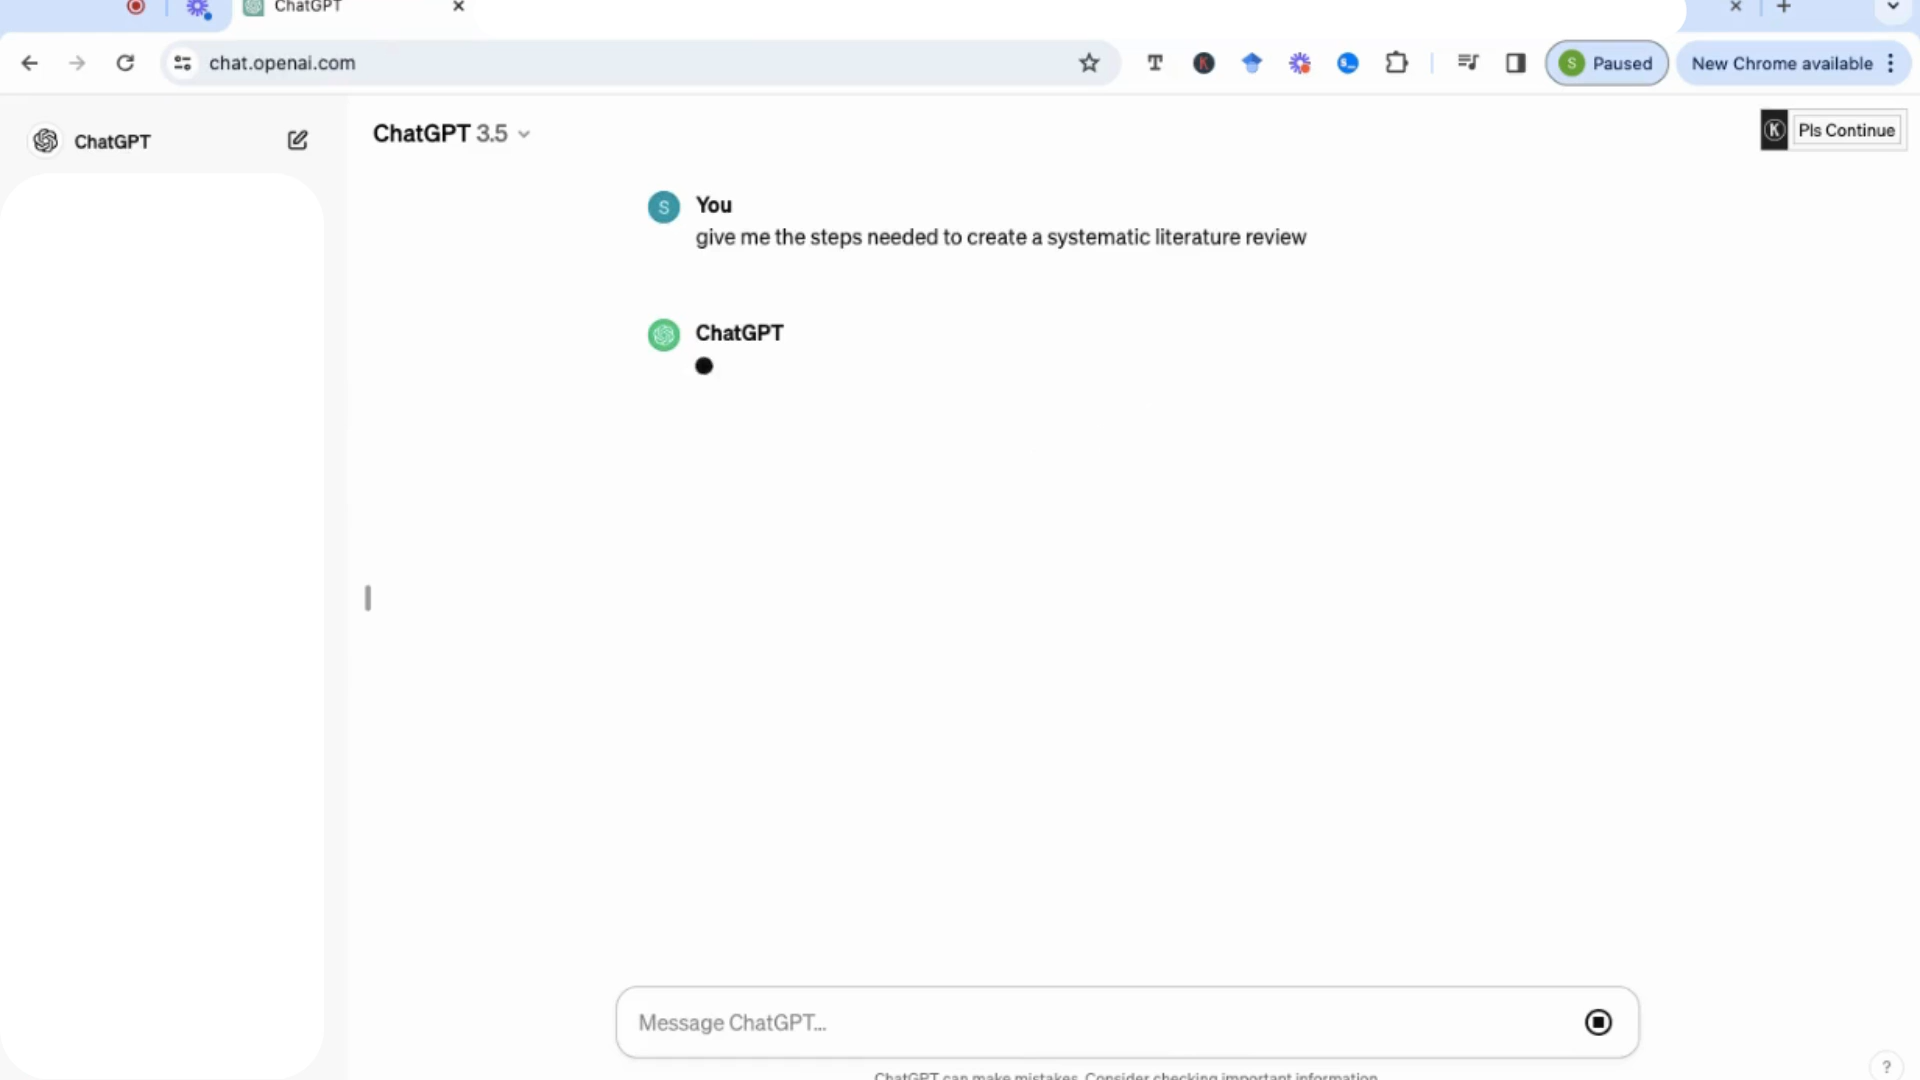 ChatGPT
chat.openai.com
T
K
S Paused
New Chrome available
ChatGPT
ChatGPT 3.5
K Pls Continue
S You
give me the steps needed to create a systematic literature review
ChatGPT
Message ChatGPT...
ChatGPT can make mistakes. Consider checking important information.
?